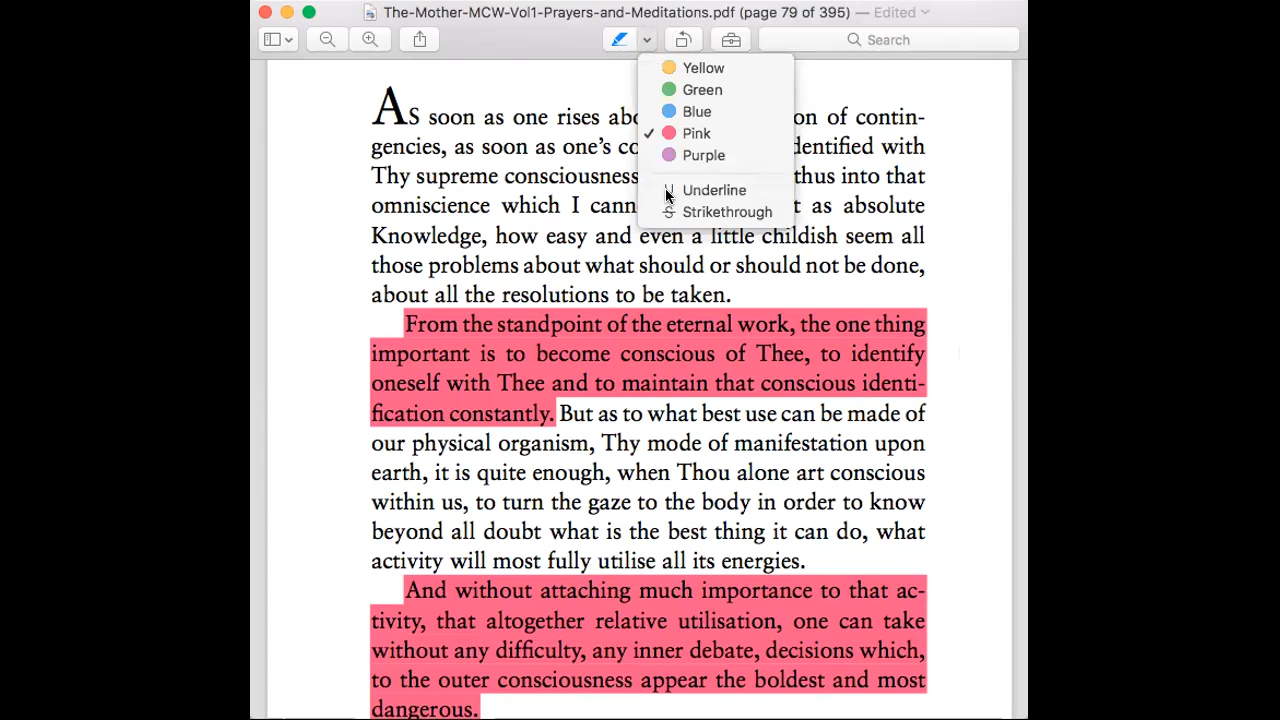 The-Mother-MCW-Vol1-Prayers-and-Meditations.pdf (page 79 of 395) — Edited
Search
Yellow
Green
Blue
Pink
Purple
Underline
Strikethrough
As soon as one rises on of contin-
gencies, as soon as one's dentified with
Thy supreme consciousness thus into that
omniscience which I as absolute
Knowledge, how easy and even a little childish seem all
those problems about what should or should not be done,
about all the resolutions to be taken.
From the standpoint of the eternal work, the one thing
important is to become conscious of Thee, to identify
oneself with Thee and to maintain that conscious identi-
fication constantly. But as to what best use can be made of
our physical organism, Thy mode of manifestation upon
earth, it is quite enough, when Thou alone art conscious
within us, to turn the gaze to the body in order to know
beyond all doubt what is the best thing it can do, what
activity will most fully utilise all its energies.
And without attaching much importance to that ac-
tivity, that altogether relative utilisation, one can take
without any difficulty, any inner debate, decisions which,
to the outer consciousness appear the boldest and most
dangerous.